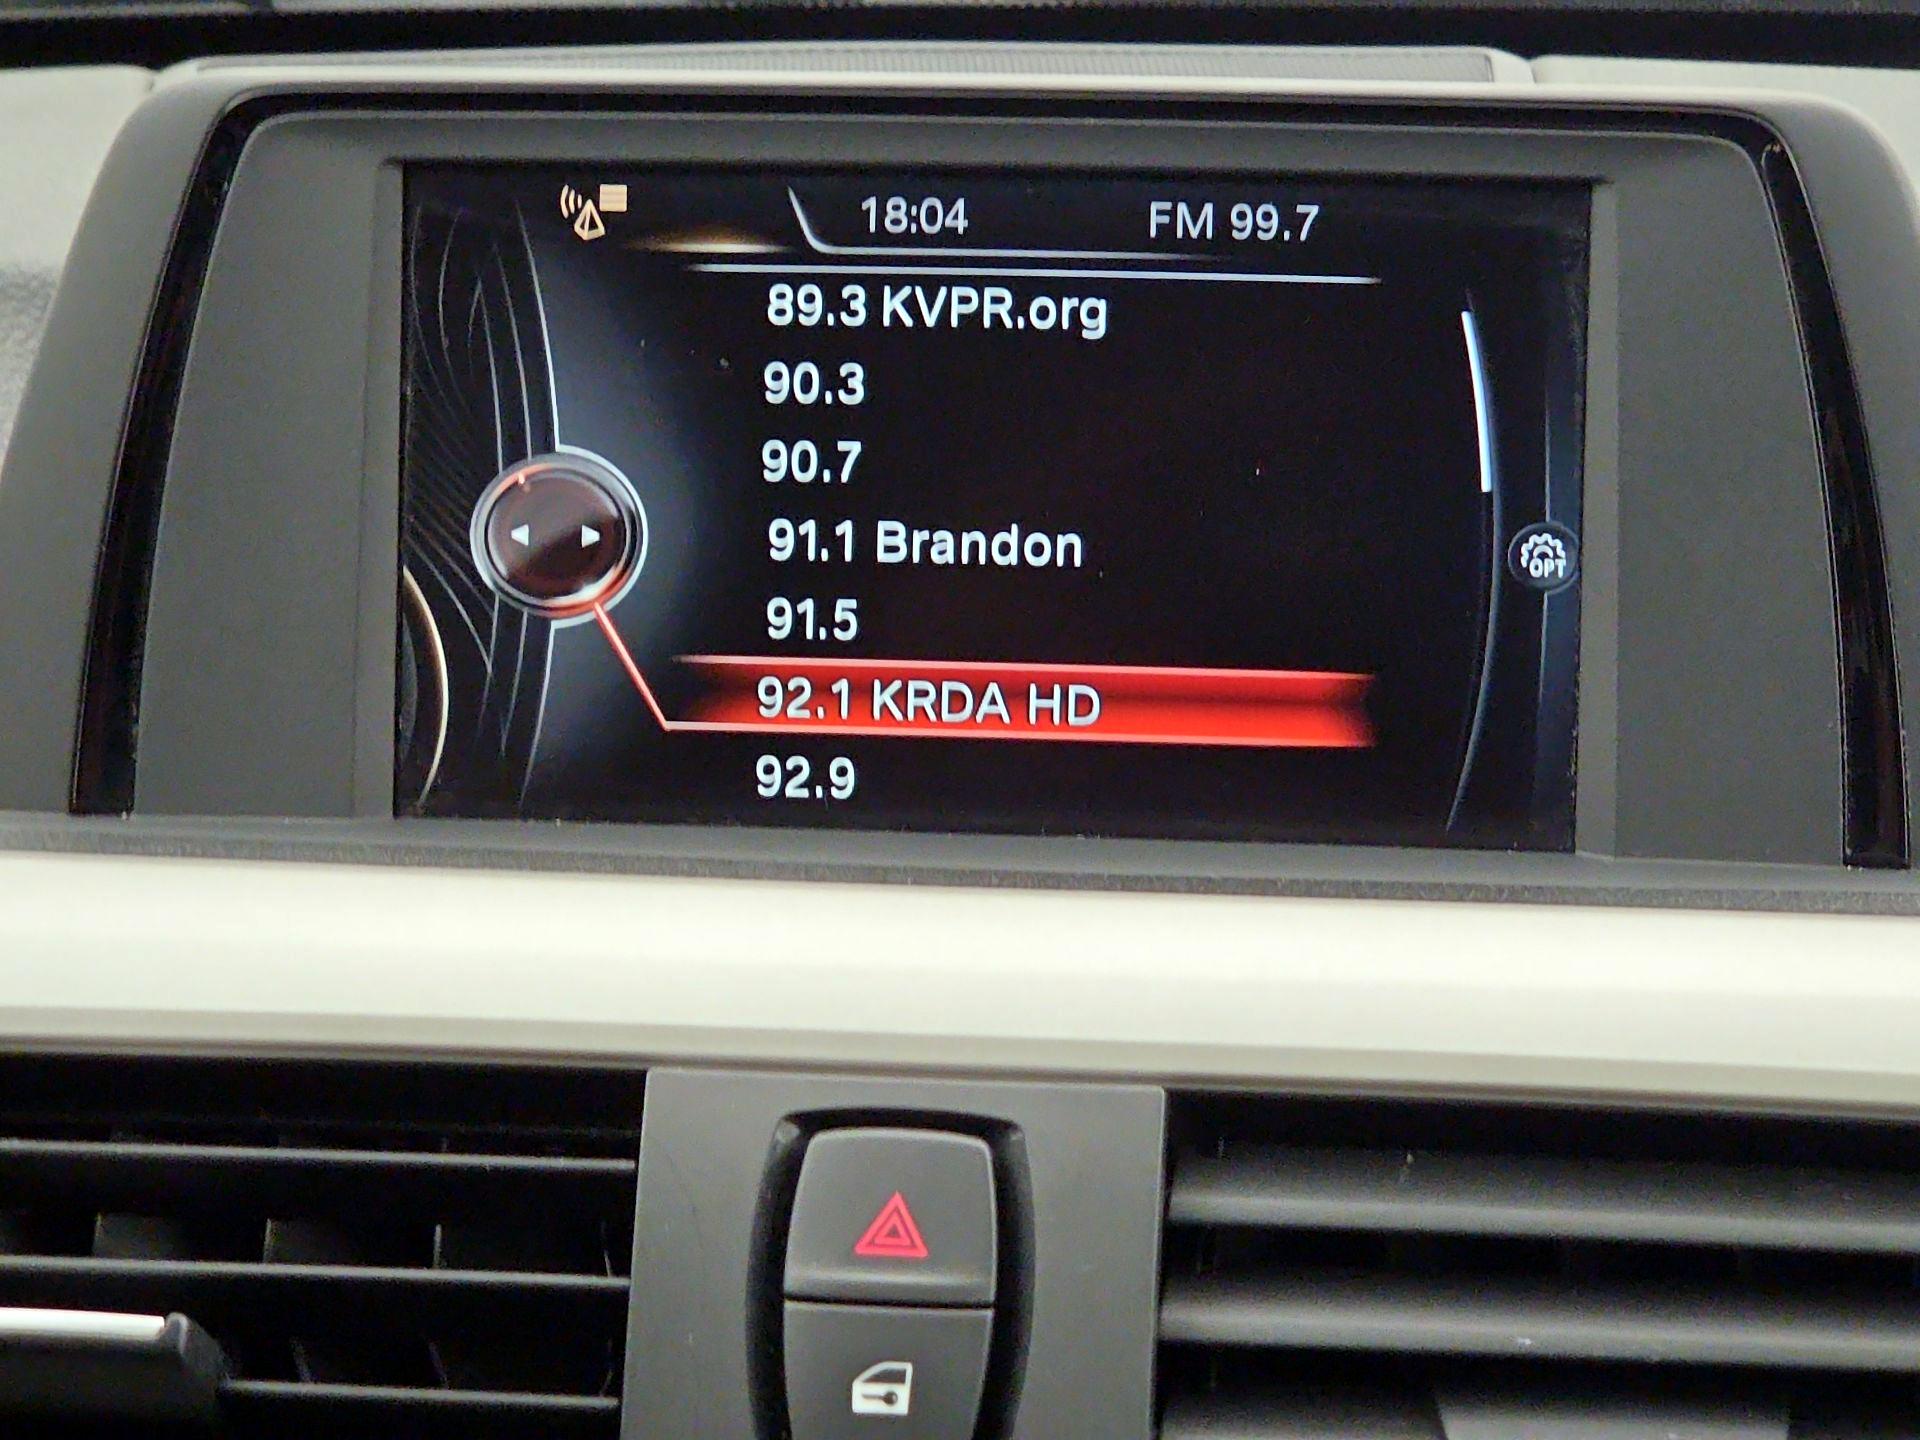 18:04 FM 99.7
89.3 KVPR.org
90.3
90.7
91.1 Brandon
91.5
OPT
92.1 KRDA HD
92.9